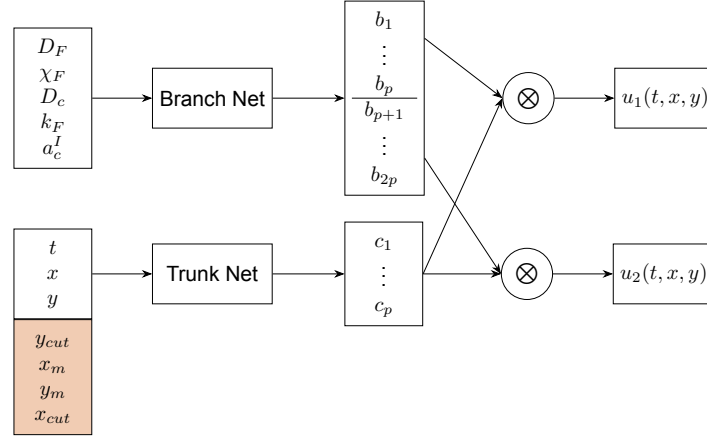 D_F
χ_F
D_c
k_F
a_c^I
Branch Net
b_1
⋮
b_p
b_{p+1}
⋮
b_{2p}
⊗
u_1(t, x, y)
t
x
y
y_{cut}
x_m
y_m
x_{cut}
Trunk Net
c_1
⋮
c_p
⊗
u_2(t, x, y)